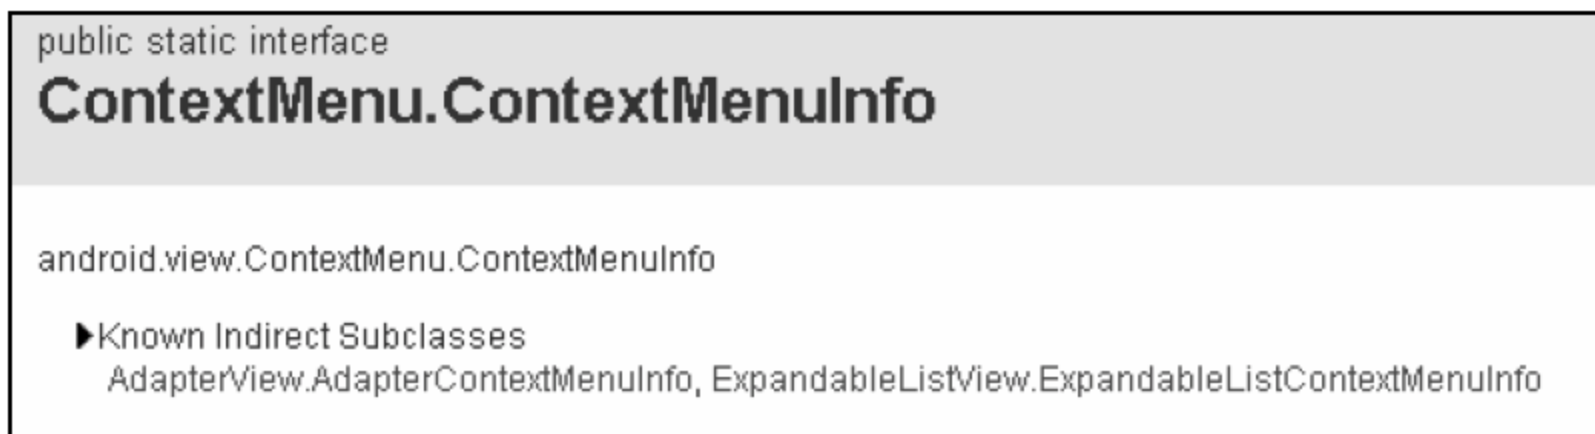 public static interface
ContextMenu.ContextMenuInfo
android.view.ContextMenu.ContextMenuInfo
Known Indirect Subclasses
AdapterView.AdapterContextMenuInfo, ExpandableListView.ExpandableListContextMenuInfo